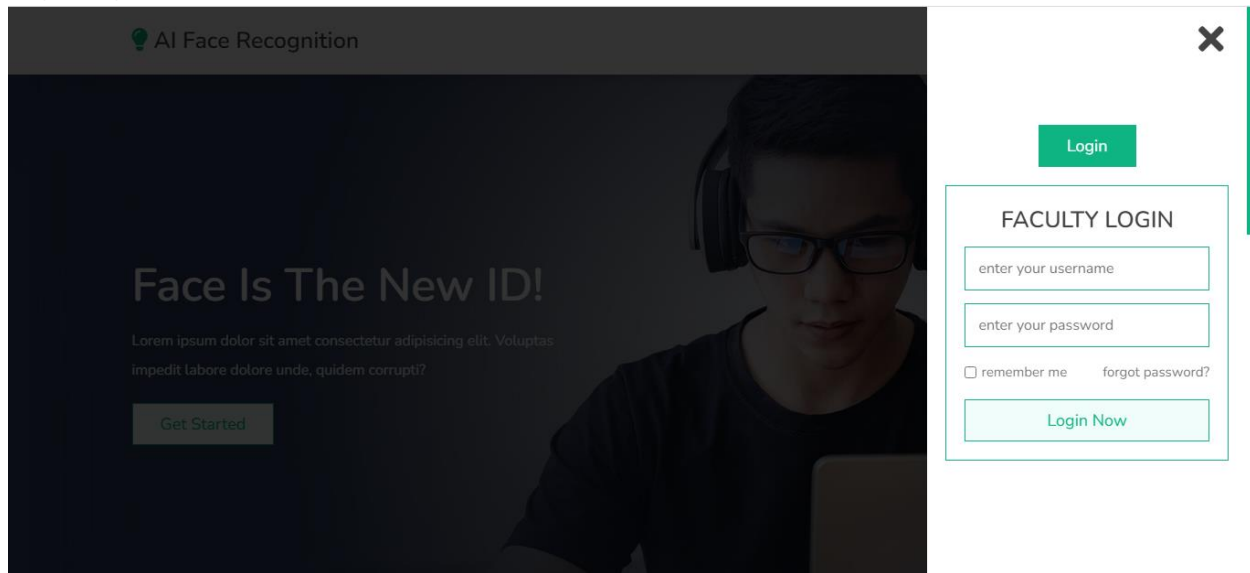 AI Face Recognition
Face Is The New ID!
Lorem ipsum dolor sit amet consectetur adipisicing elit. Voluptas
impedit labore dolore unde, quidem corrupti?
Get Started
Login
FACULTY LOGIN
enter your username
enter your password
remember me
forgot password?
Login Now